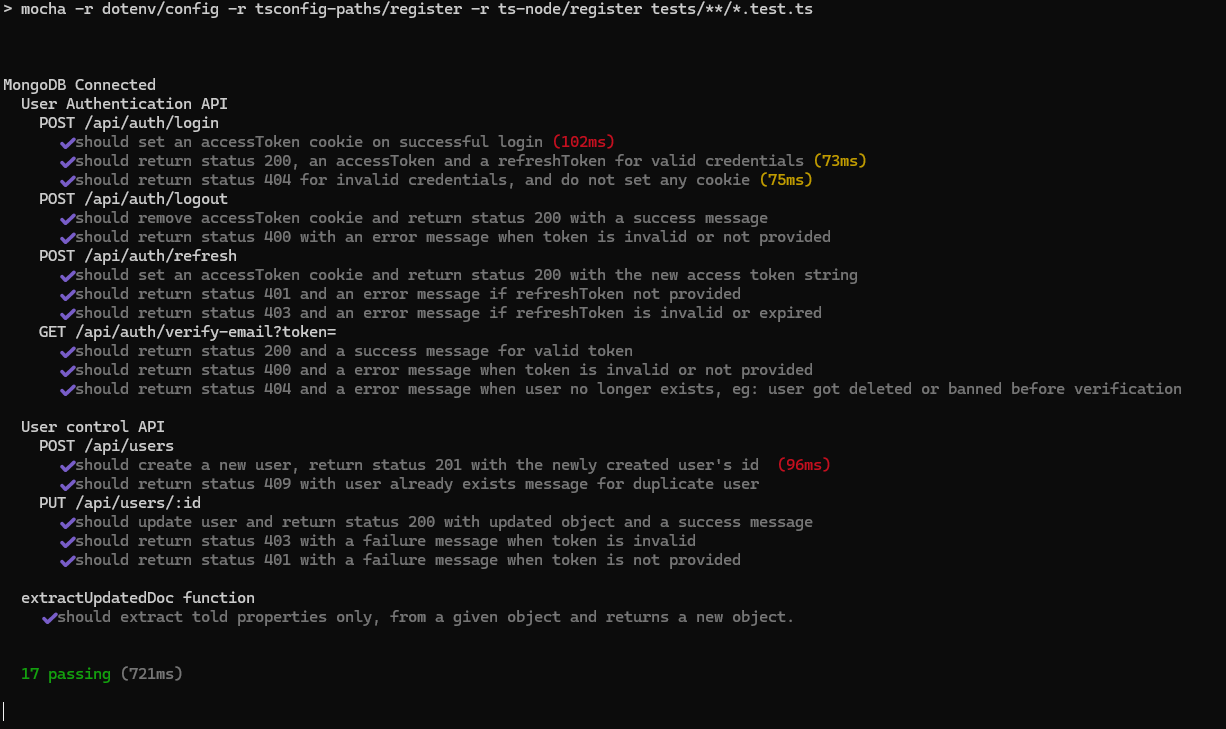 > mocha -r dotenv/config -r tsconfig-paths/register -r ts-node/register tests/**/*.test.ts
MongoDB Connected
User Authentication API
POST /api/auth/login
✔should set an accessToken cookie on successful login (102ms)
✔should return status 200, an accessToken and a refreshToken for valid credentials (73ms)
✔should return status 404 for invalid credentials, and do not set any cookie (75ms)
POST /api/auth/logout
✔should remove accessToken cookie and return status 200 with a success message
✔should return status 400 with an error message when token is invalid or not provided
POST /api/auth/refresh
✔should set an accessToken cookie and return status 200 with the new access token string
✔should return status 401 and an error message if refreshToken not provided
✔should return status 403 and an error message if refreshToken is invalid or expired
GET /api/auth/verify-email?token=
✔should return status 200 and a success message for valid token
✔should return status 400 and a error message when token is invalid or not provided
✔should return status 404 and a error message when user no longer exists, eg: user got deleted or banned before verification
User control API
POST /api/users
✔should create a new user, return status 201 with the newly created user's id  (96ms)
✔should return status 409 with user already exists message for duplicate user
PUT /api/users/:id
✔should update user and return status 200 with updated object and a success message
✔should return status 403 with a failure message when token is invalid
✔should return status 401 with a failure message when token is not provided
extractUpdatedDoc function
✔should extract told properties only, from a given object and returns a new object.
17 passing (721ms)